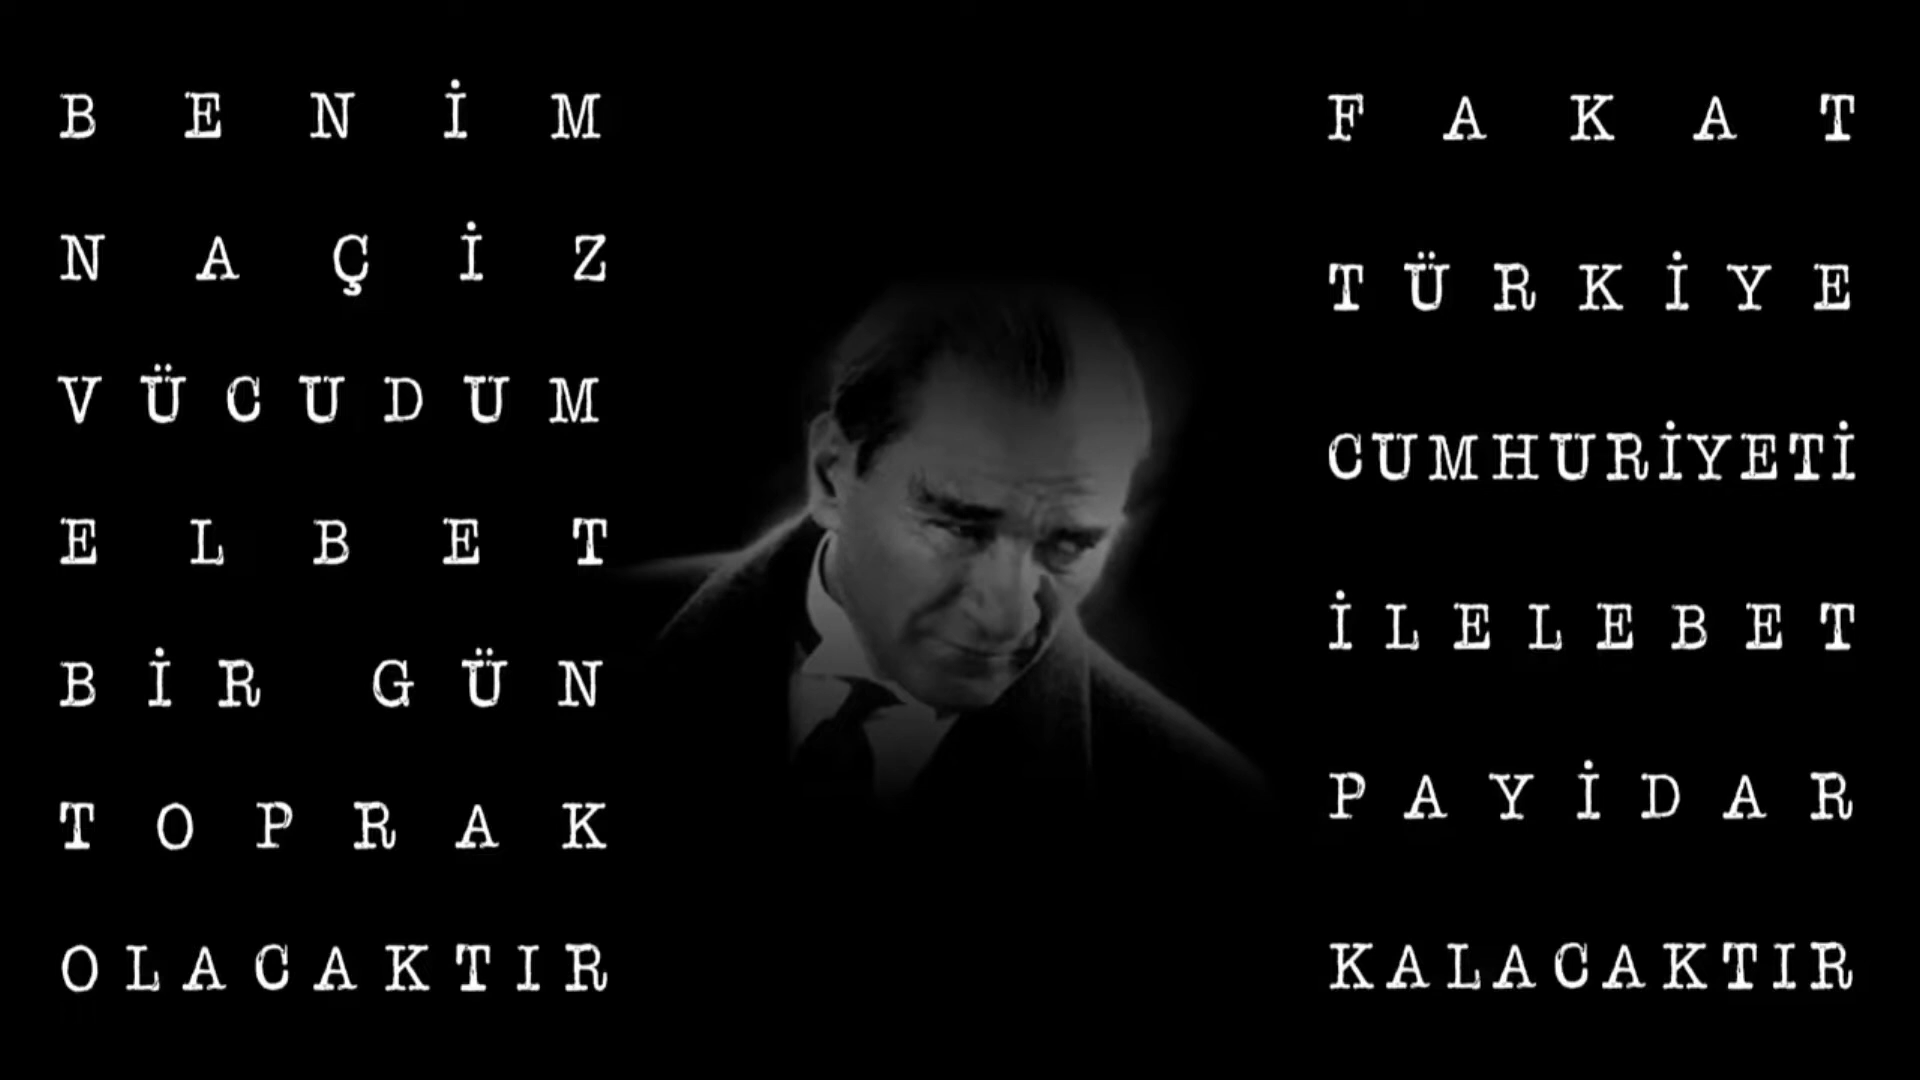 BENİM
NAÇİZ
VÜCUDUM
ELBET
BİR GÜN
TOPRAK
OLACAKTIR
FAKAT
TÜRKİYE
CUMHURİYETİ
İLELEBET
PAYİDAR
KALACAKTIR